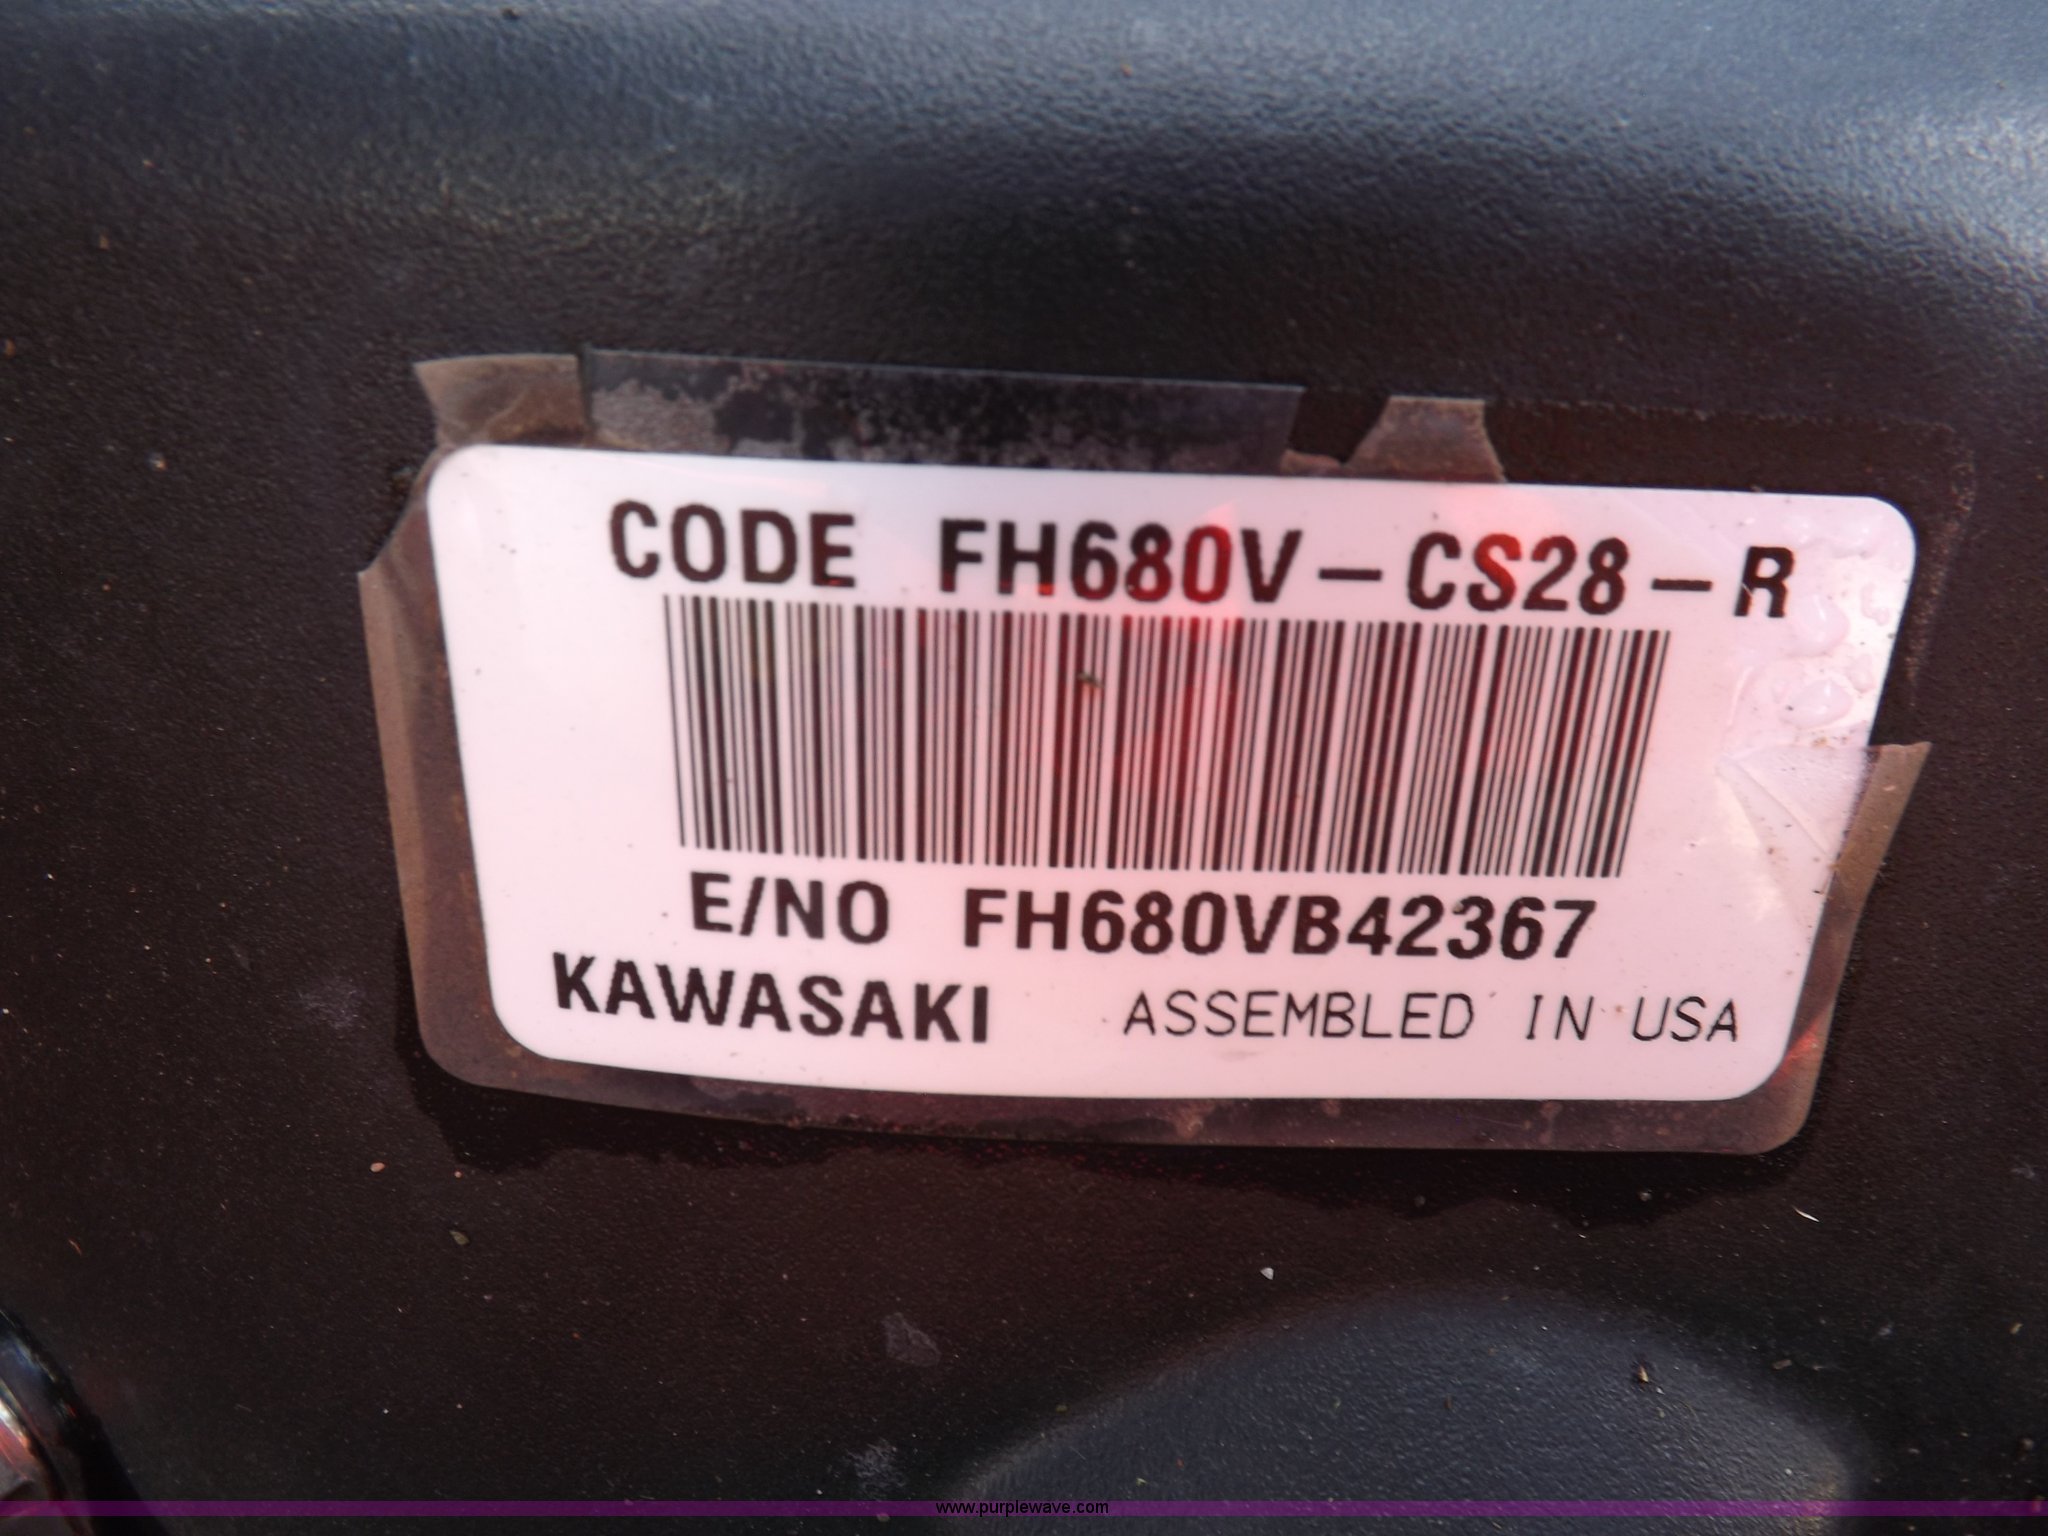 CODE FH680V-CS28-R
E/NO FH680VB42367
KAWASAKI ASSEMBLED IN USA
www.purplewave.com